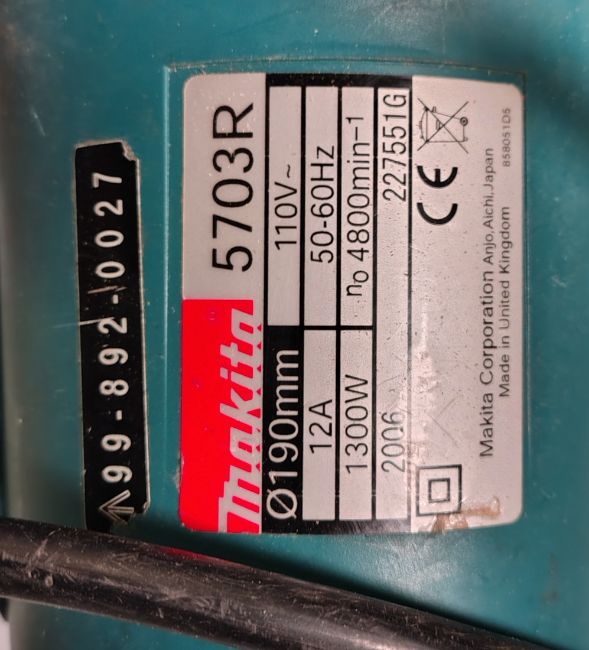 99-892-0027
makita 5703R
Ø190mm 110V~
12A 50-60Hz
1300W n0 4800min-1
2006 227551G
CE
Makita Corporation Anjo,Aichi,Japan
Made in United Kingdom 858051D5